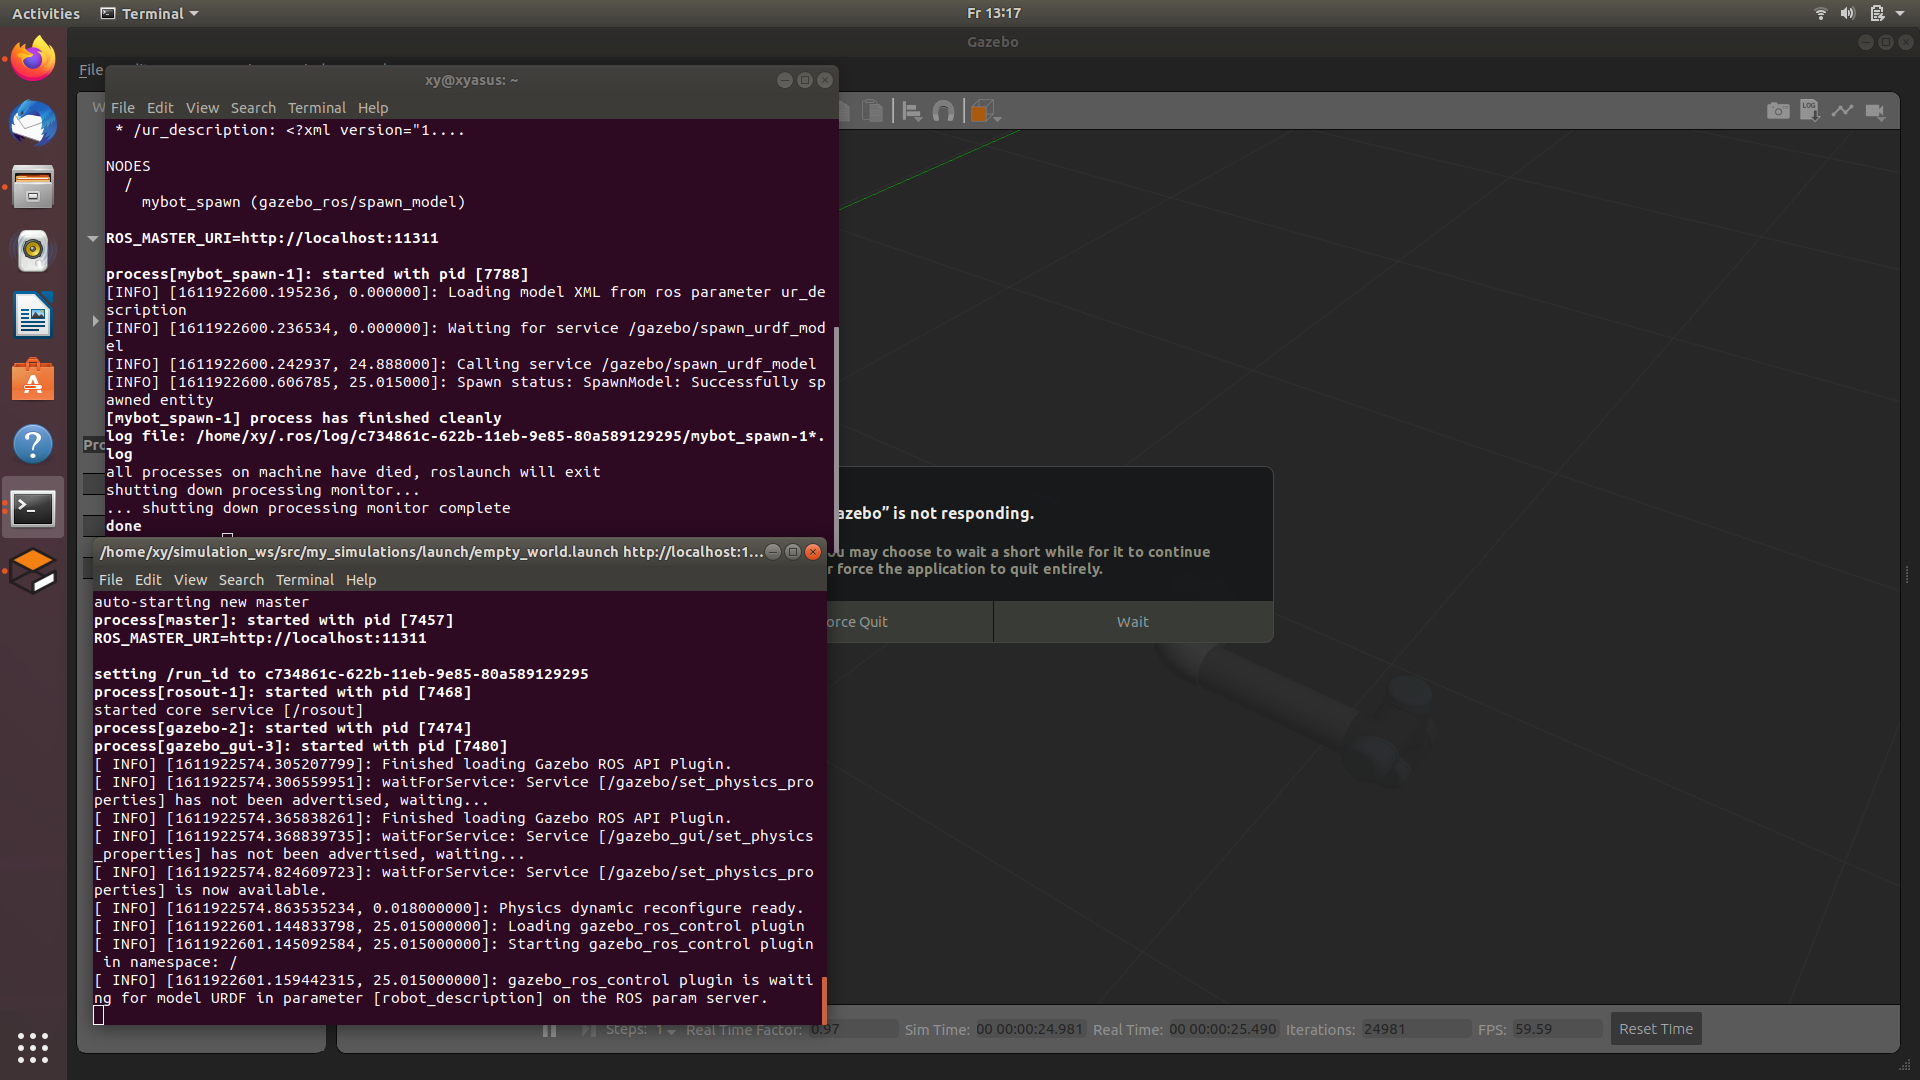 Activities
Terminal
Fr 13:17
Gazebo
File
xy@xyasus: ~
File Edit View Search Terminal Help
* /ur_description: <?xml version="1....
NODES
/
mybot_spawn (gazebo_ros/spawn_model)
ROS_MASTER_URI=http://localhost:11311
process[mybot_spawn-1]: started with pid [7788]
[INFO] [1611922600.195236, 0.000000]: Loading model XML from ros parameter ur_de
scription
[INFO] [1611922600.236534, 0.000000]: Waiting for service /gazebo/spawn_urdf_mod
el
[INFO] [1611922600.242937, 24.888000]: Calling service /gazebo/spawn_urdf_model
[INFO] [1611922600.606785, 25.015000]: Spawn status: SpawnModel: Successfully sp
awned entity
[mybot_spawn-1] process has finished cleanly
log file: /home/xy/.ros/log/c734861c-622b-11eb-9e85-80a589129295/mybot_spawn-1*.
log
all processes on machine have died, roslaunch will exit
shutting down processing monitor...
... shutting down processing monitor complete
done
Pro
azebo” is not responding.
ou may choose to wait a short while for it to continue
r force the application to quit entirely.
orce Quit
Wait
/home/xy/simulation_ws/src/my_simulations/launch/empty_world.launch http://localhost:1...
File Edit View Search Terminal Help
auto-starting new master
process[master]: started with pid [7457]
ROS_MASTER_URI=http://localhost:11311
setting /run_id to c734861c-622b-11eb-9e85-80a589129295
process[rosout-1]: started with pid [7468]
started core service [/rosout]
process[gazebo-2]: started with pid [7474]
process[gazebo_gui-3]: started with pid [7480]
[ INFO] [1611922574.305207799]: Finished loading Gazebo ROS API Plugin.
[ INFO] [1611922574.306559951]: waitForService: Service [/gazebo/set_physics_pro
perties] has not been advertised, waiting...
[ INFO] [1611922574.365838261]: Finished loading Gazebo ROS API Plugin.
[ INFO] [1611922574.368839735]: waitForService: Service [/gazebo_gui/set_physics
_properties] has not been advertised, waiting...
[ INFO] [1611922574.824609723]: waitForService: Service [/gazebo/set_physics_pro
perties] is now available.
[ INFO] [1611922574.863535234, 0.018000000]: Physics dynamic reconfigure ready.
[ INFO] [1611922601.144833798, 25.015000000]: Loading gazebo_ros_control plugin
[ INFO] [1611922601.145092584, 25.015000000]: Starting gazebo_ros_control plugin
in namespace: /
[ INFO] [1611922601.159442315, 25.015000000]: gazebo_ros_control plugin is waiti
ng for model URDF in parameter [robot_description] on the ROS param server.
Steps: 1 Real Time Factor: 0.97 Sim Time: 00 00:00:24.981 Real Time: 00 00:00:25.490 Iterations: 24981 FPS: 59.59 Reset Time
LOG